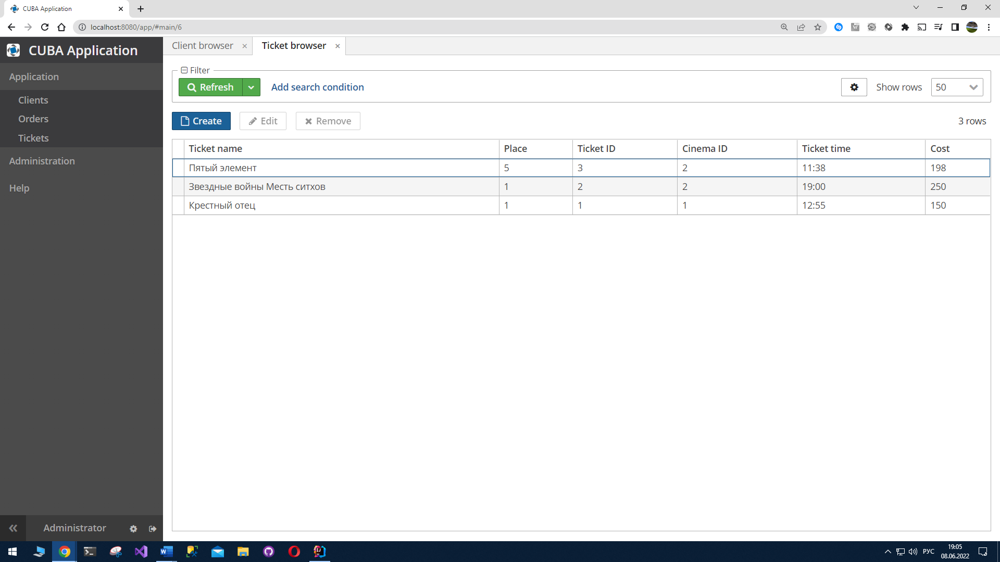 CUBA Application
localhost:8080/app/#main/6
CUBA Application
Client browser
Ticket browser
Application
Clients
Orders
Tickets
Administration
Help
Filter
Refresh
Add search condition
Show rows
50
Create
Edit
Remove
3 rows
Ticket name Place Ticket ID Cinema ID Ticket time Cost
Пятый элемент 5 3 2 11:38 198
Звездные войны Месть ситхов 1 2 2 19:00 250
Крестный отец 1 1 1 12:55 150
Administrator
РУС
19:05
08.06.2022